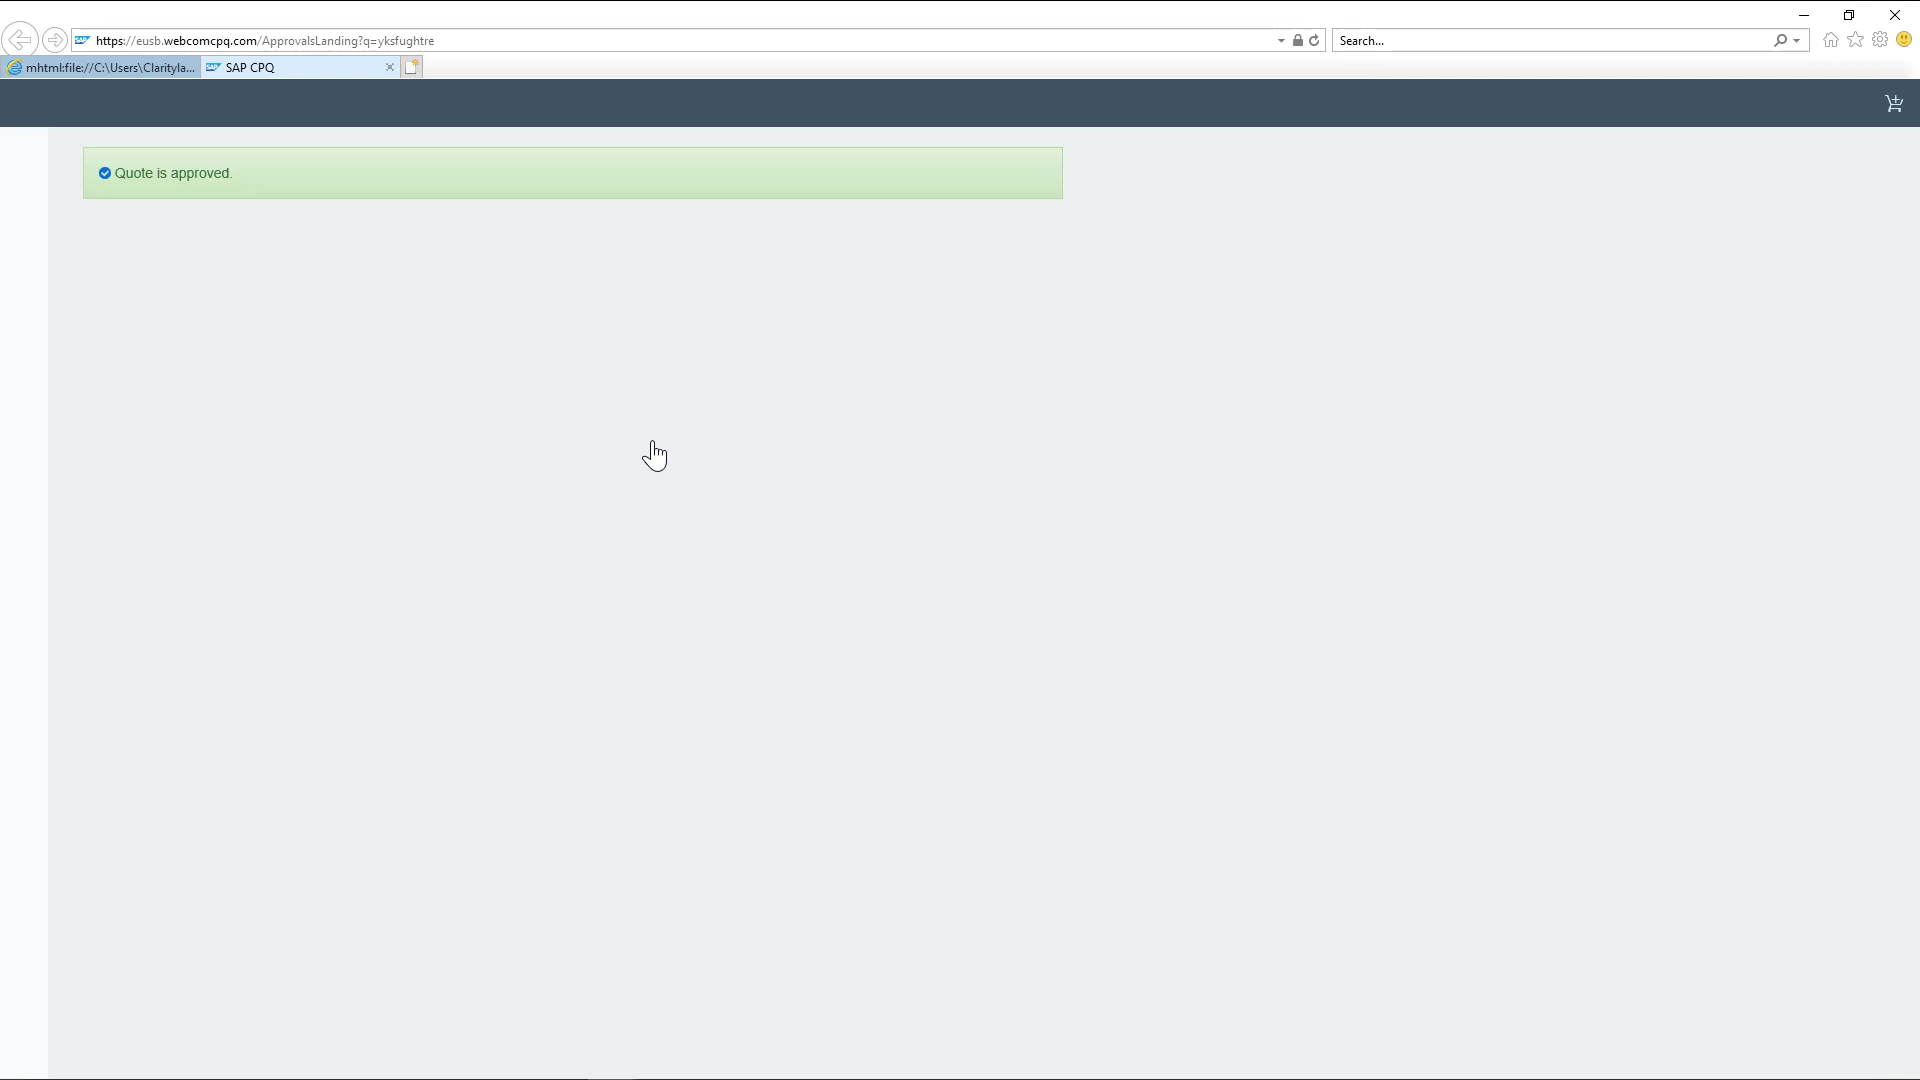 https://eusb.webcomcpq.com/ApprovalsLanding?q=yksfughtre
Search...
mhtml:file://C:\Users\Clarityla...
SAP CPQ
Quote is approved.